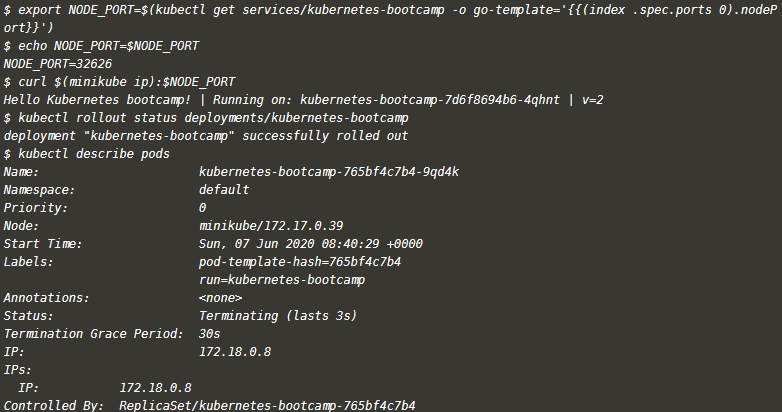 $ export NODE_PORT=$(kubectl get services/kubernetes-bootcamp -o go-template='{{(index .spec.ports 0).nodeP
ort}}')
$ echo NODE_PORT=$NODE_PORT
NODE_PORT=32626
$ curl $(minikube ip):$NODE_PORT
Hello Kubernetes bootcamp! | Running on: kubernetes-bootcamp-7d6f8694b6-4qhnt | v=2
$ kubectl rollout status deployments/kubernetes-bootcamp
deployment "kubernetes-bootcamp" successfully rolled out
$ kubectl describe pods
Name:                      kubernetes-bootcamp-765bf4c7b4-9qd4k
Namespace:                 default
Priority:                  0
Node:                      minikube/172.17.0.39
Start Time:                Sun, 07 Jun 2020 08:40:29 +0000
Labels:                    pod-template-hash=765bf4c7b4
                           run=kubernetes-bootcamp
Annotations:               <none>
Status:                    Terminating (lasts 3s)
Termination Grace Period:  30s
IP:                        172.18.0.8
IPs:
  IP:           172.18.0.8
Controlled By:  ReplicaSet/kubernetes-bootcamp-765bf4c7b4